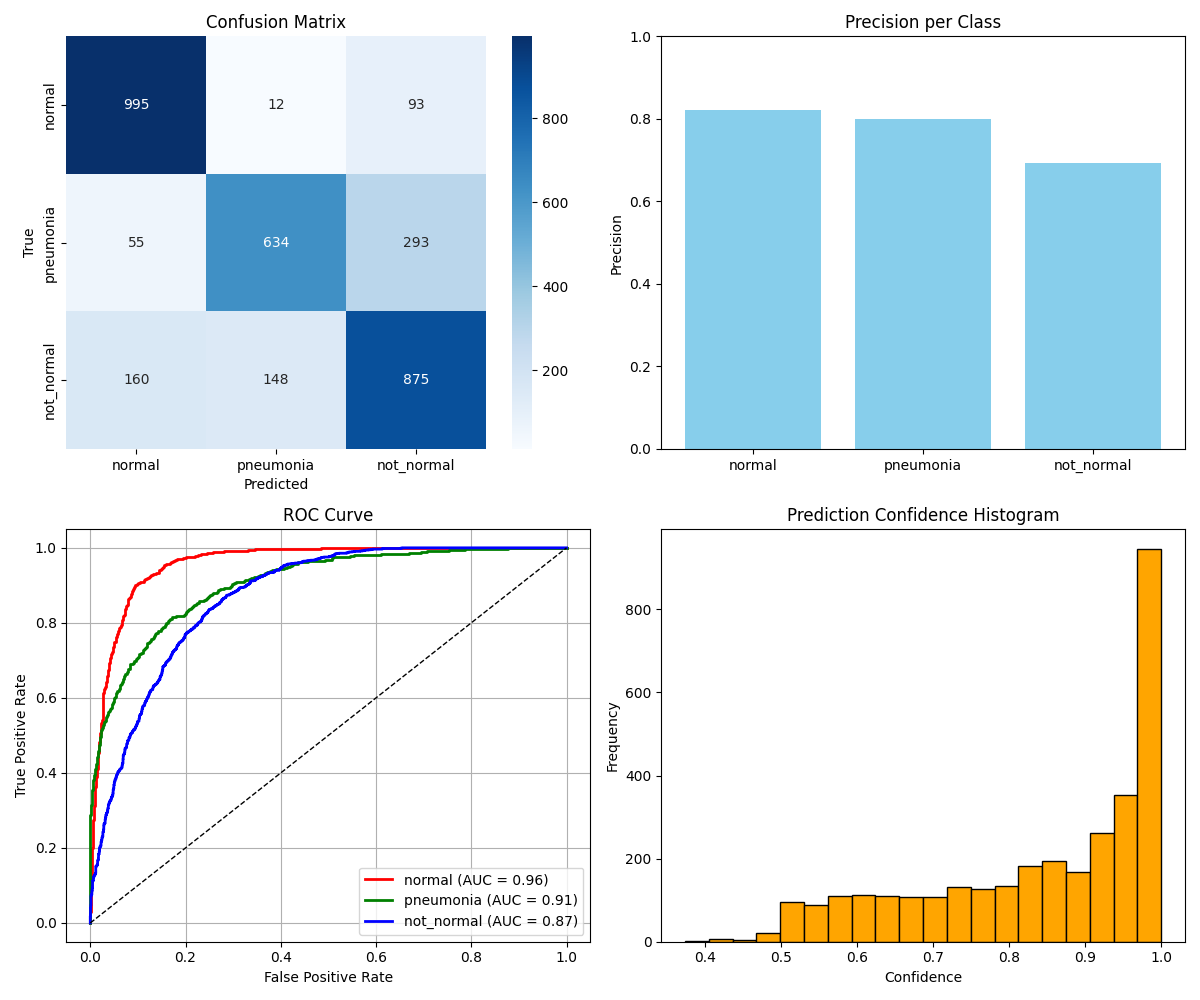 Confusion Matrix
normal
pneumonia
not_normal
True
995 12 93
55 634 293
160 148 875
normal pneumonia not_normal
Predicted
800
600
400
200
Precision per Class
Precision
1.0
0.8
0.6
0.4
0.2
0.0
normal pneumonia not_normal
ROC Curve
True Positive Rate
1.0
0.8
0.6
0.4
0.2
0.0
normal (AUC = 0.96)
pneumonia (AUC = 0.91)
not_normal (AUC = 0.87)
0.0 0.2 0.4 0.6 0.8 1.0
False Positive Rate
Prediction Confidence Histogram
Frequency
800
600
400
200
0
0.4 0.5 0.6 0.7 0.8 0.9 1.0
Confidence